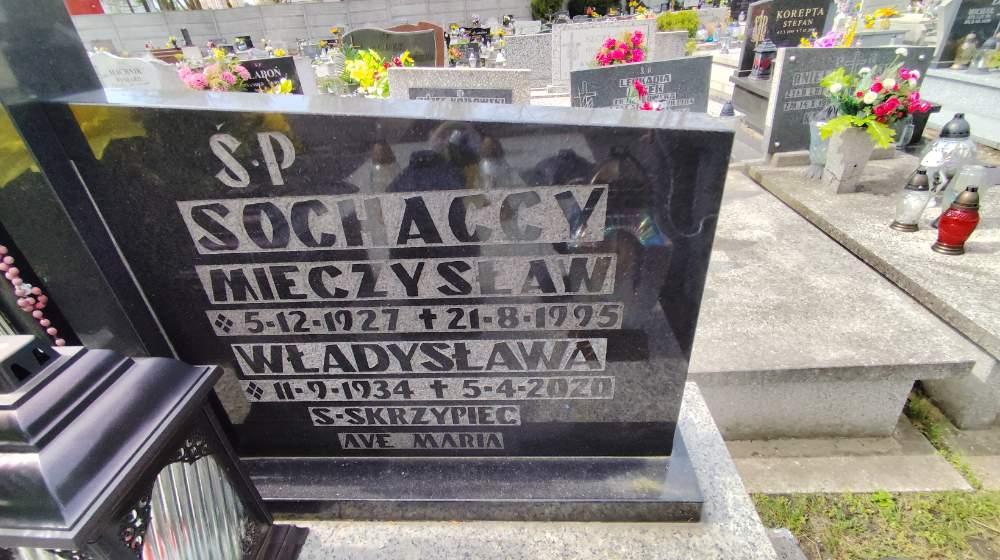 Ś.P
SOCHACCY
MIECZYSŁAW
5-12-1927 † 21-8-1995
WŁADYSŁAWA
11-9-1934 † 5-4-2020
S-SKRZYPIEC
AVE MARIA
KOREPTA
STEFAN